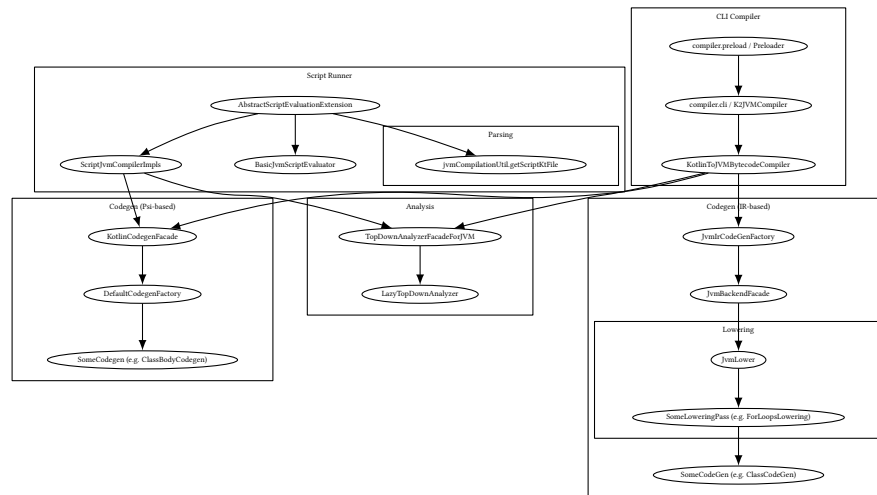 CLI Compiler
compiler.preload / Preloader
Script Runner
AbstractScriptEvaluationExtension
compiler.cli / K2JVMCompiler
Parsing
ScriptJvmCompilerImpls
BasicJvmScriptEvaluator
jvmCompilationUtil.getScriptKtFile
KotlinToJVMBytecodeCompiler
Codegen (Psi-based)
Analysis
Codegen (IR-based)
KotlinCodegenFacade
TopDownAnalyzerFacadeForJVM
JvmIrCodeGenFactory
DefaultCodegenFactory
LazyTopDownAnalyzer
JvmBackendFacade
Lowering
SomeCodegen (e.g. ClassBodyCodegen)
JvmLower
SomeLoweringPass (e.g. ForLoopsLowering)
SomeCodeGen (e.g. ClassCodeGen)